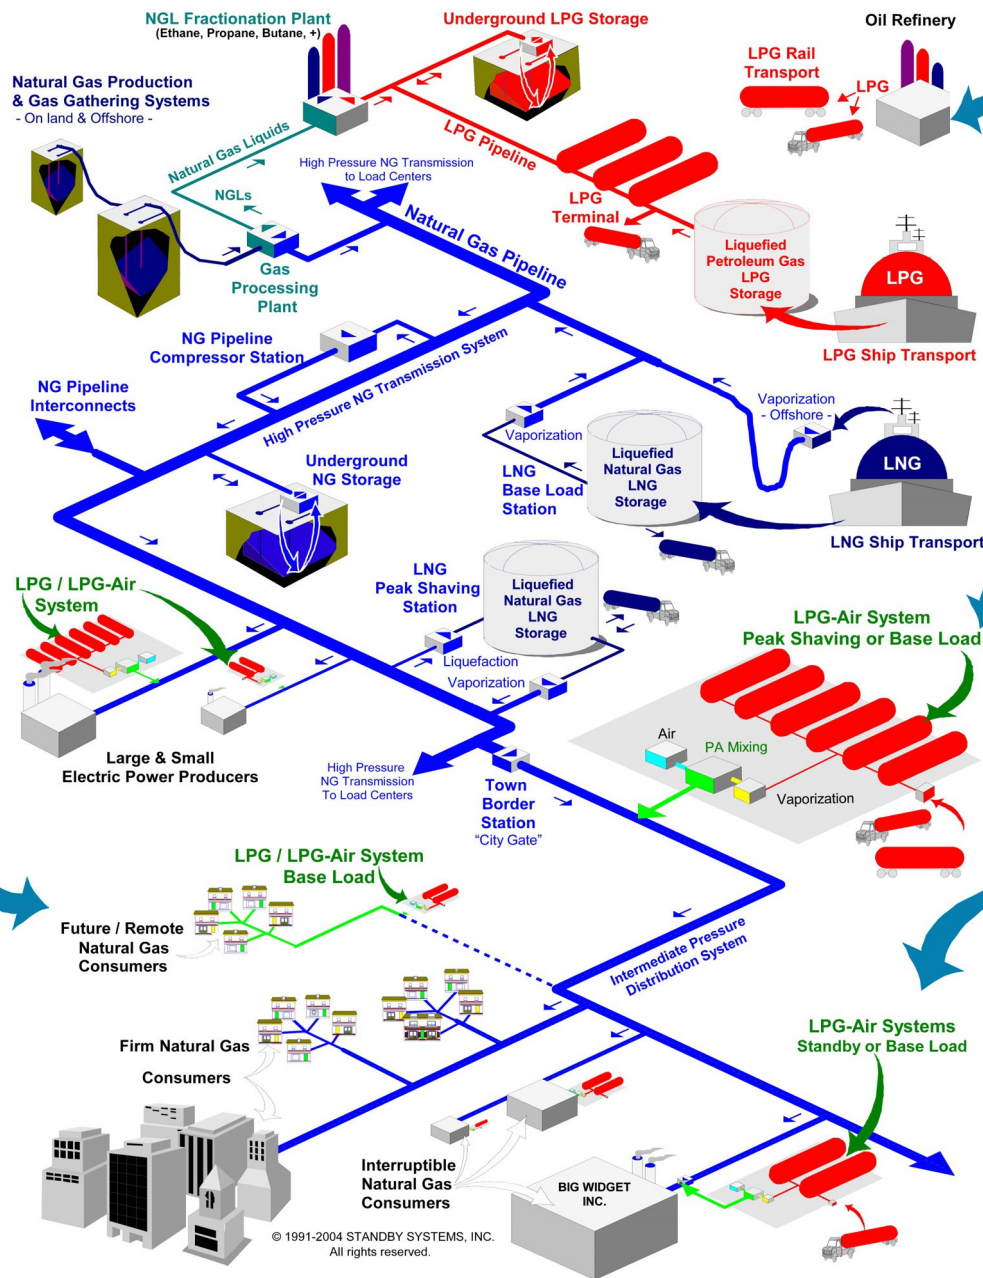 NGL Fractionation Plant
(Ethane, Propane, Butane, +)
Underground LPG Storage
Oil Refinery
LPG Rail
Transport
LPG
Natural Gas Production
& Gas Gathering Systems
- On land & Offshore -
Natural Gas Liquids
LPG Pipeline
High Pressure NG Transmission
to Load Centers
NGLs
LPG
Terminal
Natural Gas Pipeline
Gas
Processing
Plant
Liquefied
Petroleum Gas
LPG
Storage
LPG
LPG Ship Transport
NG Pipeline
Compressor Station
High Pressure NG Transmission System
NG Pipeline
Interconnects
Vaporization
- Offshore -
Vaporization
Liquefied
Natural Gas
LNG
Storage
LNG
LNG
Base Load
Station
LNG Ship Transport
Underground
NG Storage
LNG
Peak Shaving
Station
Liquefied
Natural Gas
LNG
Storage
LPG / LPG-Air
System
Liquefaction
Vaporization
LPG-Air System
Peak Shaving or Base Load
Air
PA Mixing
Vaporization
Large & Small
Electric Power Producers
High Pressure
NG Transmission
To Load Centers
Town
Border
Station
"City Gate"
LPG / LPG-Air System
Base Load
Future / Remote
Natural Gas
Consumers
Intermediate Pressure
Distribution System
Firm Natural Gas
Consumers
LPG-Air Systems
Standby or Base Load
Interruptible
Natural Gas
Consumers
BIG WIDGET
INC.
© 1991-2004 STANDBY SYSTEMS, INC.
All rights reserved.